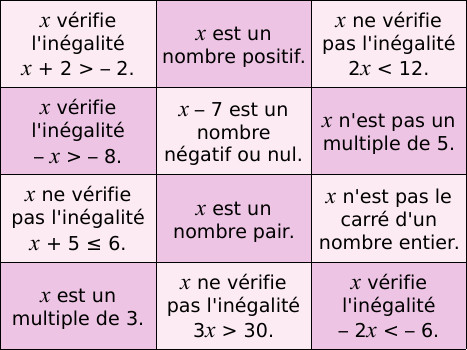 x vérifie
l'inégalité
x + 2 > – 2.
x est un
nombre positif.
x ne vérifie
pas l'inégalité
2x < 12.
x vérifie
l'inégalité
– x > – 8.
x – 7 est un
nombre
négatif ou nul.
x n'est pas un
multiple de 5.
x ne vérifie
pas l'inégalité
x + 5 ≤ 6.
x est un
nombre pair.
x n'est pas le
carré d'un
nombre entier.
x est un
multiple de 3.
x ne vérifie
pas l'inégalité
3x > 30.
x vérifie
l'inégalité
– 2x < – 6.